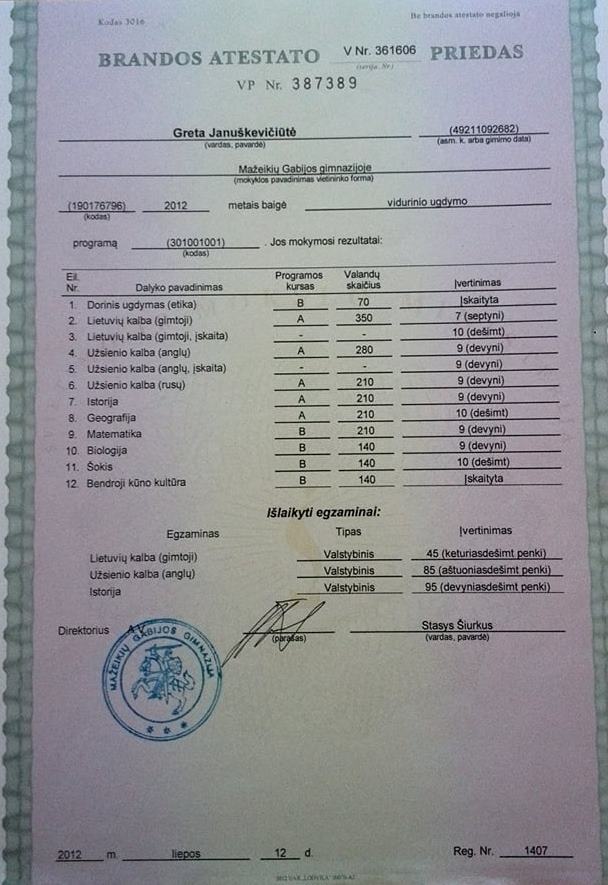 Kodas 3016
Be brandos atestato negalioja
BRANDOS ATESTATO V Nr. 361606 PRIEDAS
(serija, Nr.)
VP Nr. 387389
Greta Januškevičiūtė (49211092682)
(vardas, pavardė) (asm. k. arba gimimo data)
Mažeikių Gabijos gimnazijoje
(mokyklos pavadinimas vietininko forma)
(190176796) 2012 metais baigė vidurinio ugdymo
(kodas)
programą (301001001) . Jos mokymosi rezultatai:
(kodas)
Eil. Nr. Dalyko pavadinimas Programos kursas Valandų skaičius Įvertinimas
1. Dorinis ugdymas (etika) B 70 Įskaityta
2. Lietuvių kalba (gimtoji) A 350 7 (septyni)
3. Lietuvių kalba (gimtoji, įskaita) - - 10 (dešimt)
4. Užsienio kalba (anglų) A 280 9 (devyni)
5. Užsienio kalba (anglų, įskaita) - - 9 (devyni)
6. Užsienio kalba (rusų) A 210 9 (devyni)
7. Istorija A 210 9 (devyni)
8. Geografija A 210 10 (dešimt)
9. Matematika B 210 9 (devyni)
10. Biologija B 140 9 (devyni)
11. Šokis B 140 10 (dešimt)
12. Bendroji kūno kultūra B 140 Įskaityta
Išlaikyti egzaminai:
Egzaminas Tipas Įvertinimas
Lietuvių kalba (gimtoji) Valstybinis 45 (keturiasdešimt penki)
Užsienio kalba (anglų) Valstybinis 85 (aštuoniasdešimt penki)
Istorija Valstybinis 95 (devyniasdešimt penki)
Direktorius A.V. Stasys Šiurkus
(parašas) (vardas, pavardė)
MAŽEIKIŲ GABIJOS GIMNAZIJA
2012 m. liepos 12 d. Reg. Nr. 1407